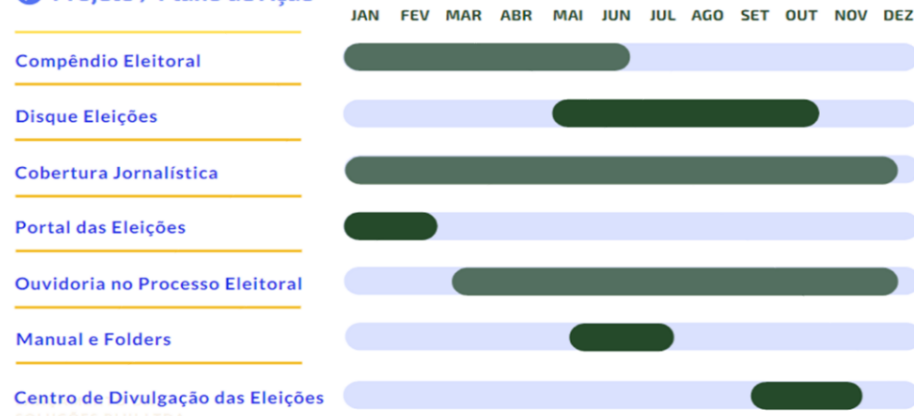 JAN FEV MAR ABR MAI JUN JUL AGO SET OUT NOV DEZ
Compêndio Eleitoral
Disque Eleições
Cobertura Jornalística
Portal das Eleições
Ouvidoria no Processo Eleitoral
Manual e Folders
Centro de Divulgação das Eleições